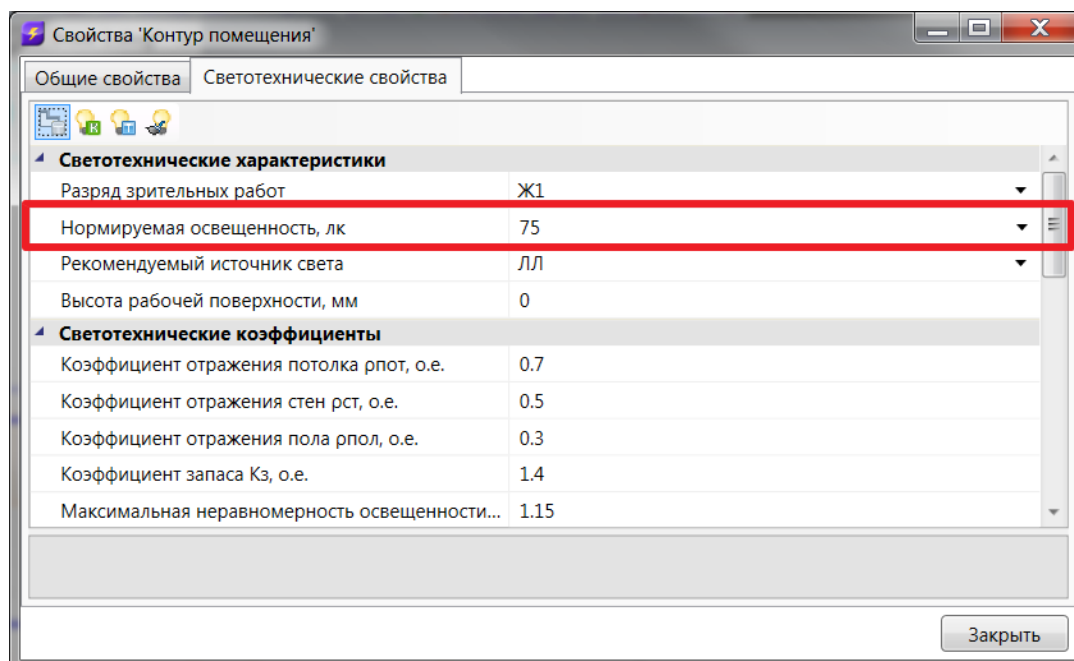 Свойства 'Контур помещения'
Общие свойства Светотехнические свойства
К Т
Светотехнические характеристики
Разряд зрительных работ Ж1
Нормируемая освещенность, лк 75
Рекомендуемый источник света ЛЛ
Высота рабочей поверхности, мм 0
Светотехнические коэффициенты
Коэффициент отражения потолка ρпот, о.е. 0.7
Коэффициент отражения стен ρст, о.е. 0.5
Коэффициент отражения пола ρпол, о.е. 0.3
Коэффициент запаса Кз, о.е. 1.4
Максимальная неравномерность освещенности... 1.15
Закрыть